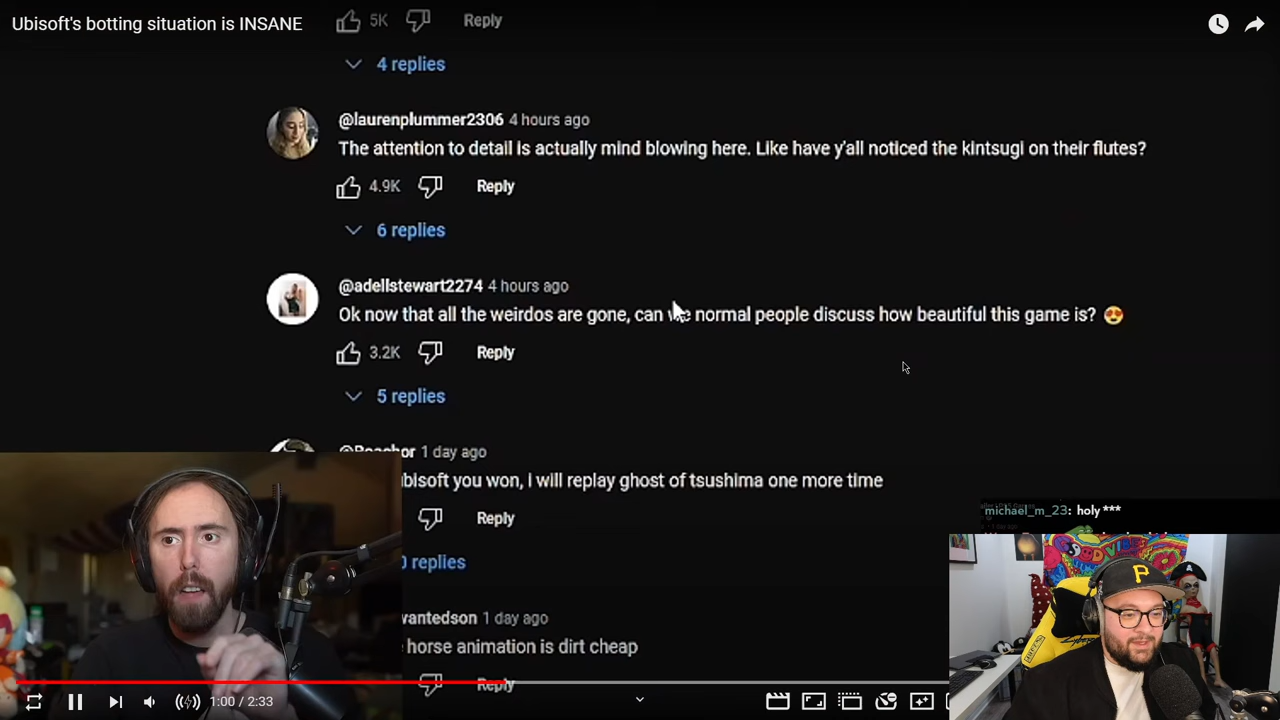 Ubisoft's botting situation is INSANE
5K Reply
4 replies
@laurenplummer2306 4 hours ago
The attention to detail is actually mind blowing here. Like have y'all noticed the kintsugi on their flutes?
4.9K Reply
6 replies
@adellstewart2274 4 hours ago
Ok now that all the weirdos are gone, can we normal people discuss how beautiful this game is? 😍
3.2K Reply
5 replies
1 day ago
you won, i will replay ghost of tsushima one more time
Reply
replies
1 day ago
horse animation is dirt cheap
Reply
michael_m_23: holy ***
P
1:00 / 2:33